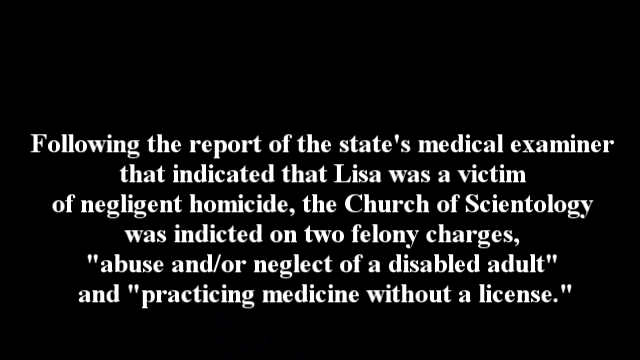 Following the report of the state's medical examiner
that indicated that Lisa was a victim
of negligent homicide, the Church of Scientology
was indicted on two felony charges,
"abuse and/or neglect of a disabled adult"
and "practicing medicine without a license."